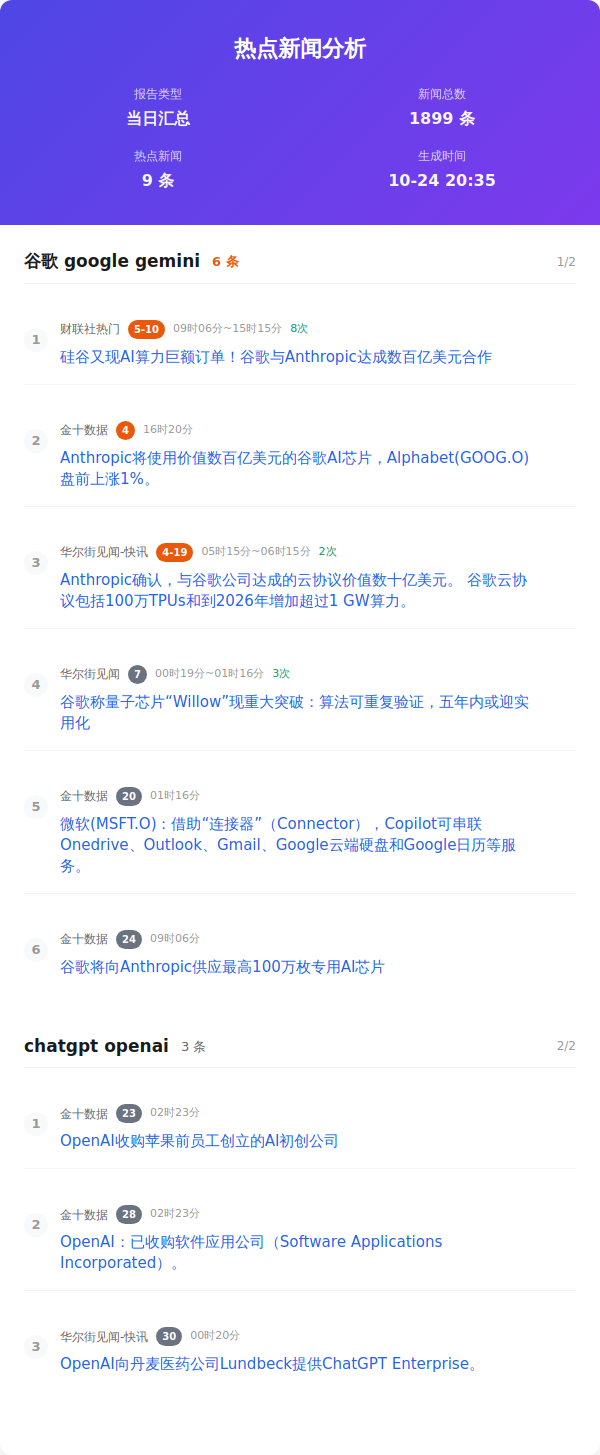 热点新闻分析
报告类型
新闻总数
当日汇总
1899 条
热点新闻
生成时间
9 条
10-24 20:35
谷歌 google gemini 6 条 1/2
1
财联社热门 5-10 09时06分~15时15分 8次
硅谷又现AI算力巨额订单！谷歌与Anthropic达成数百亿美元合作
2
金十数据 4 16时20分
Anthropic将使用价值数百亿美元的谷歌AI芯片，Alphabet(GOOG.O)
盘前上涨1%。
3
华尔街见闻-快讯 4-19 05时15分~06时15分 2次
Anthropic确认，与谷歌公司达成的云协议价值数十亿美元。 谷歌云协
议包括100万TPUs和到2026年增加超过1 GW算力。
4
华尔街见闻 7 00时19分~01时16分 3次
谷歌称量子芯片“Willow”现重大突破：算法可重复验证，五年内或迎实
用化
5
金十数据 20 01时16分
微软(MSFT.O)：借助“连接器”（Connector），Copilot可串联
Onedrive、Outlook、Gmail、Google云端硬盘和Google日历等服
务。
6
金十数据 24 09时06分
谷歌将向Anthropic供应最高100万枚专用AI芯片
chatgpt openai 3 条 2/2
1
金十数据 23 02时23分
OpenAI收购苹果前员工创立的AI初创公司
2
金十数据 28 02时23分
OpenAI：已收购软件应用公司（Software Applications
Incorporated）。
3
华尔街见闻-快讯 30 00时20分
OpenAI向丹麦医药公司Lundbeck提供ChatGPT Enterprise。